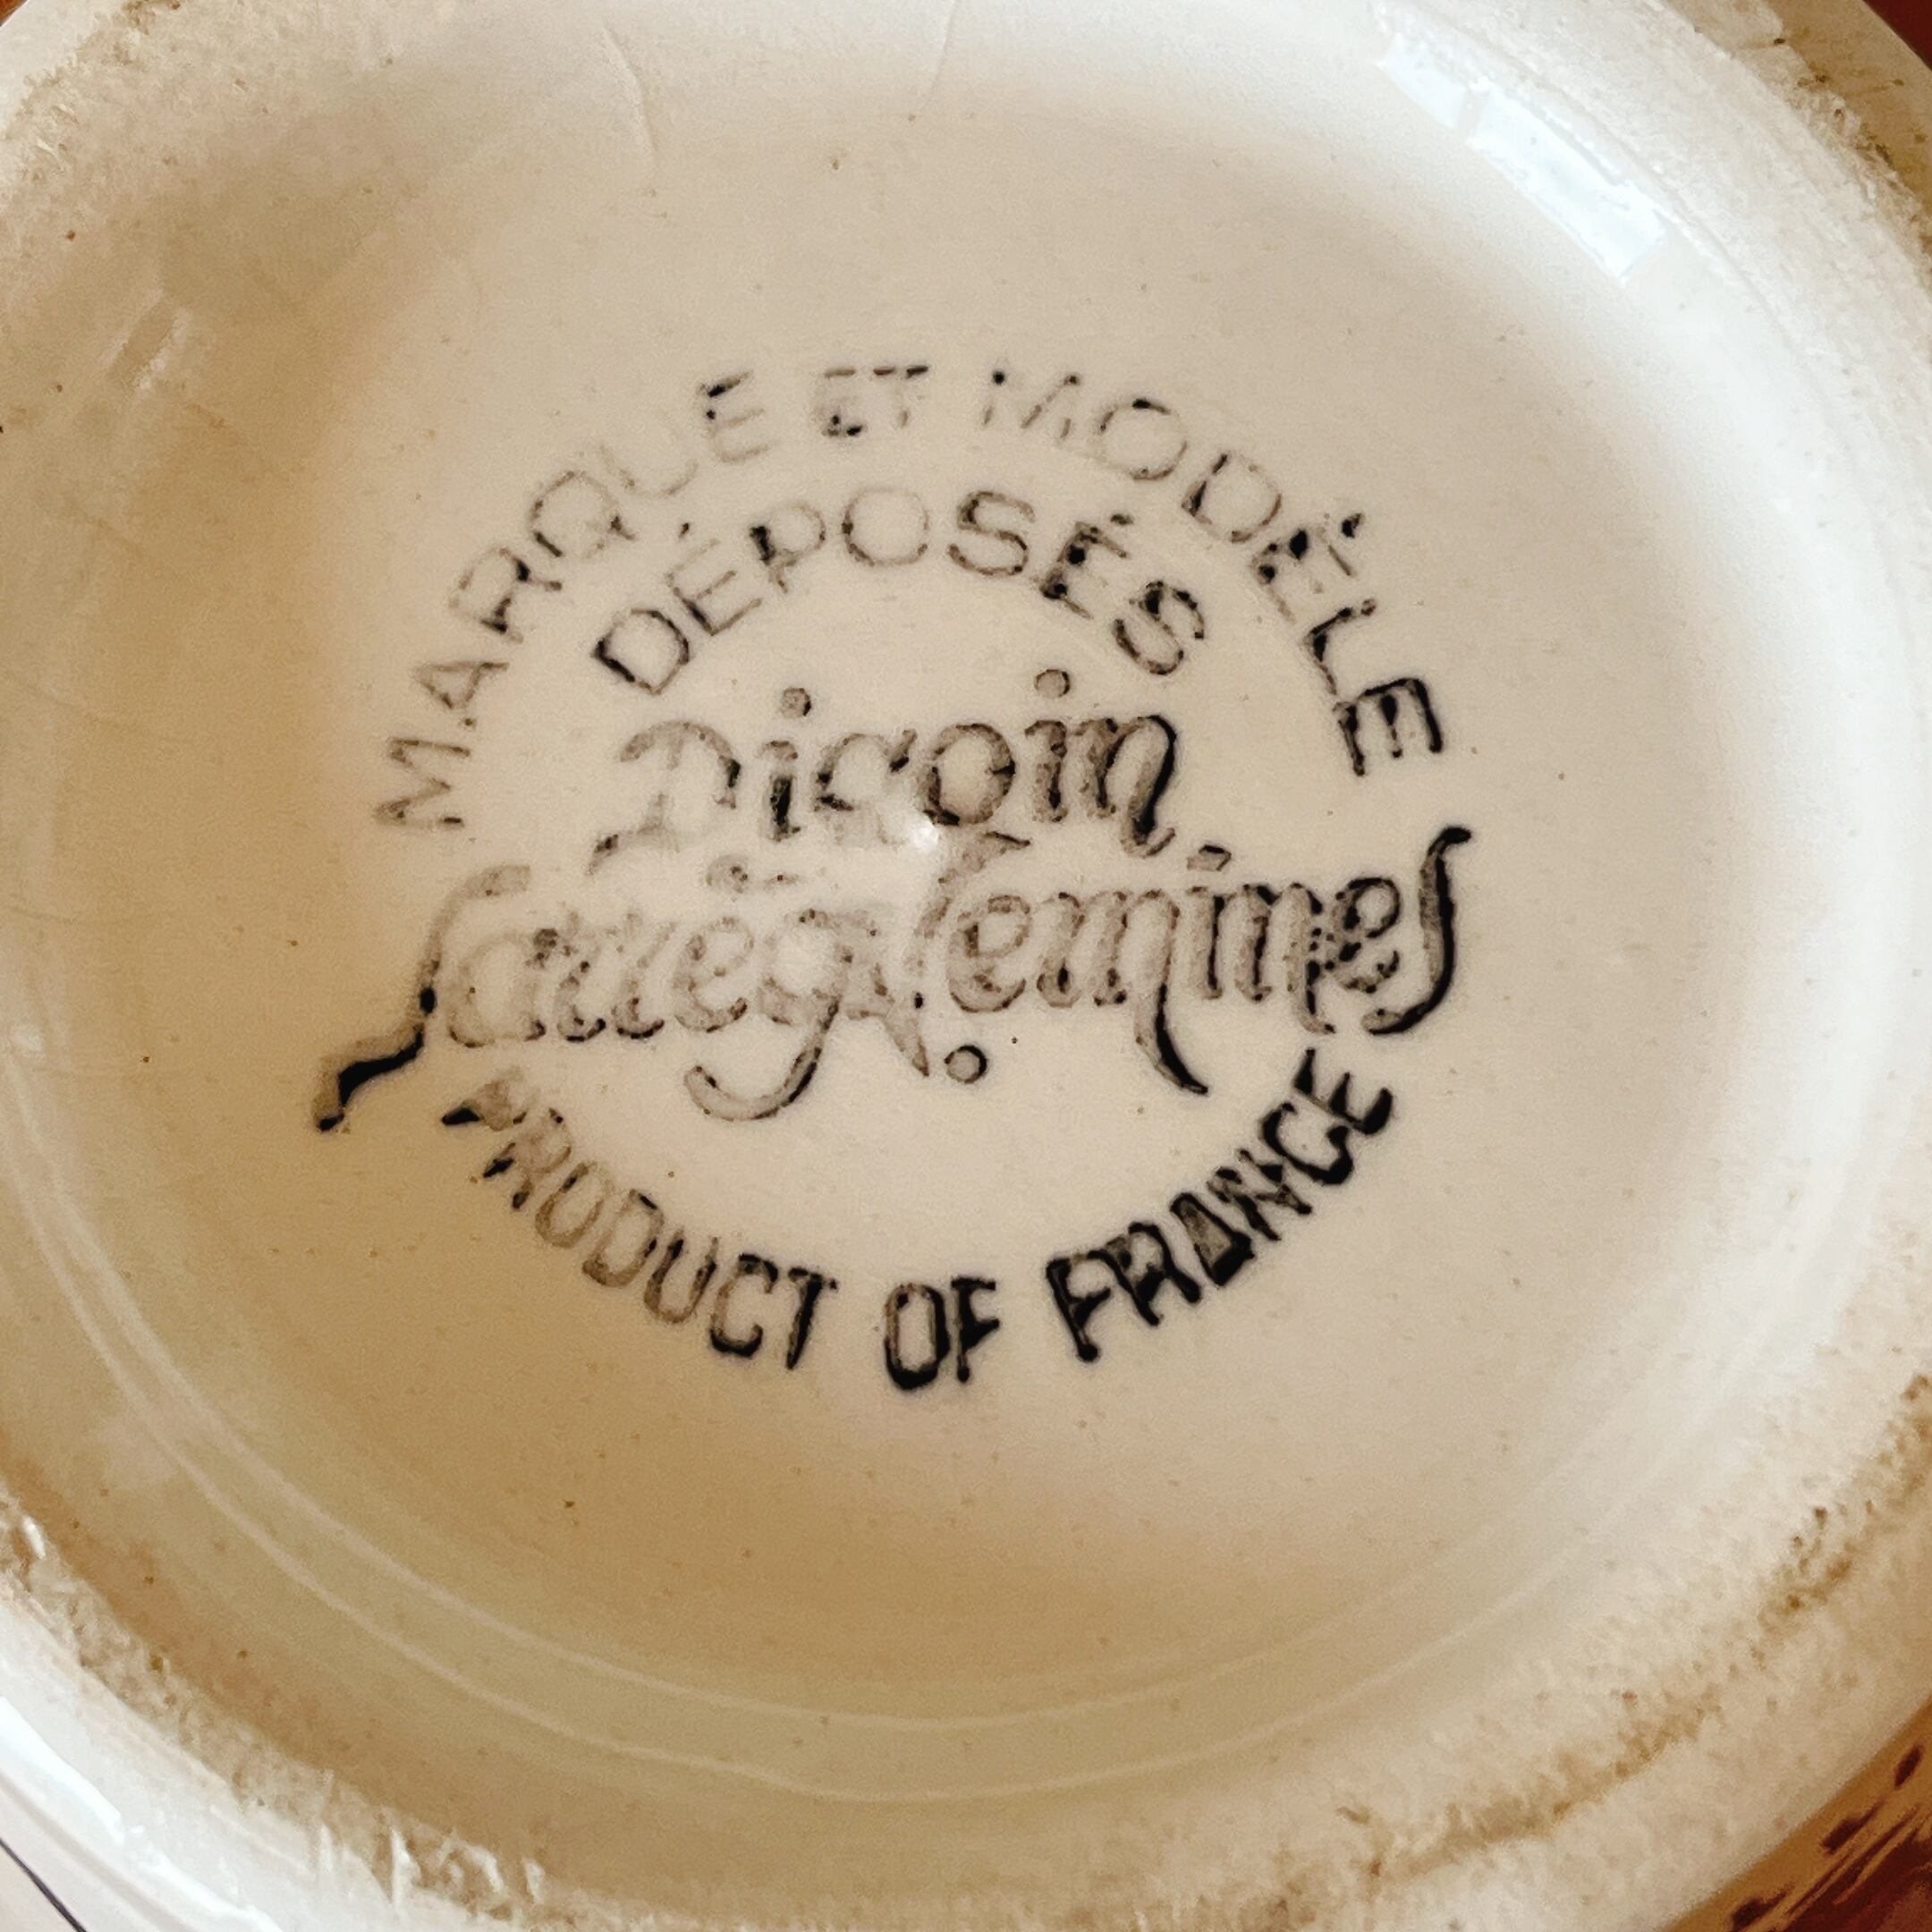 MARQUE ET MODÈLE
DÉPOSÉS
Digoin
Sarreguemines
PRODUCT OF FRANCE